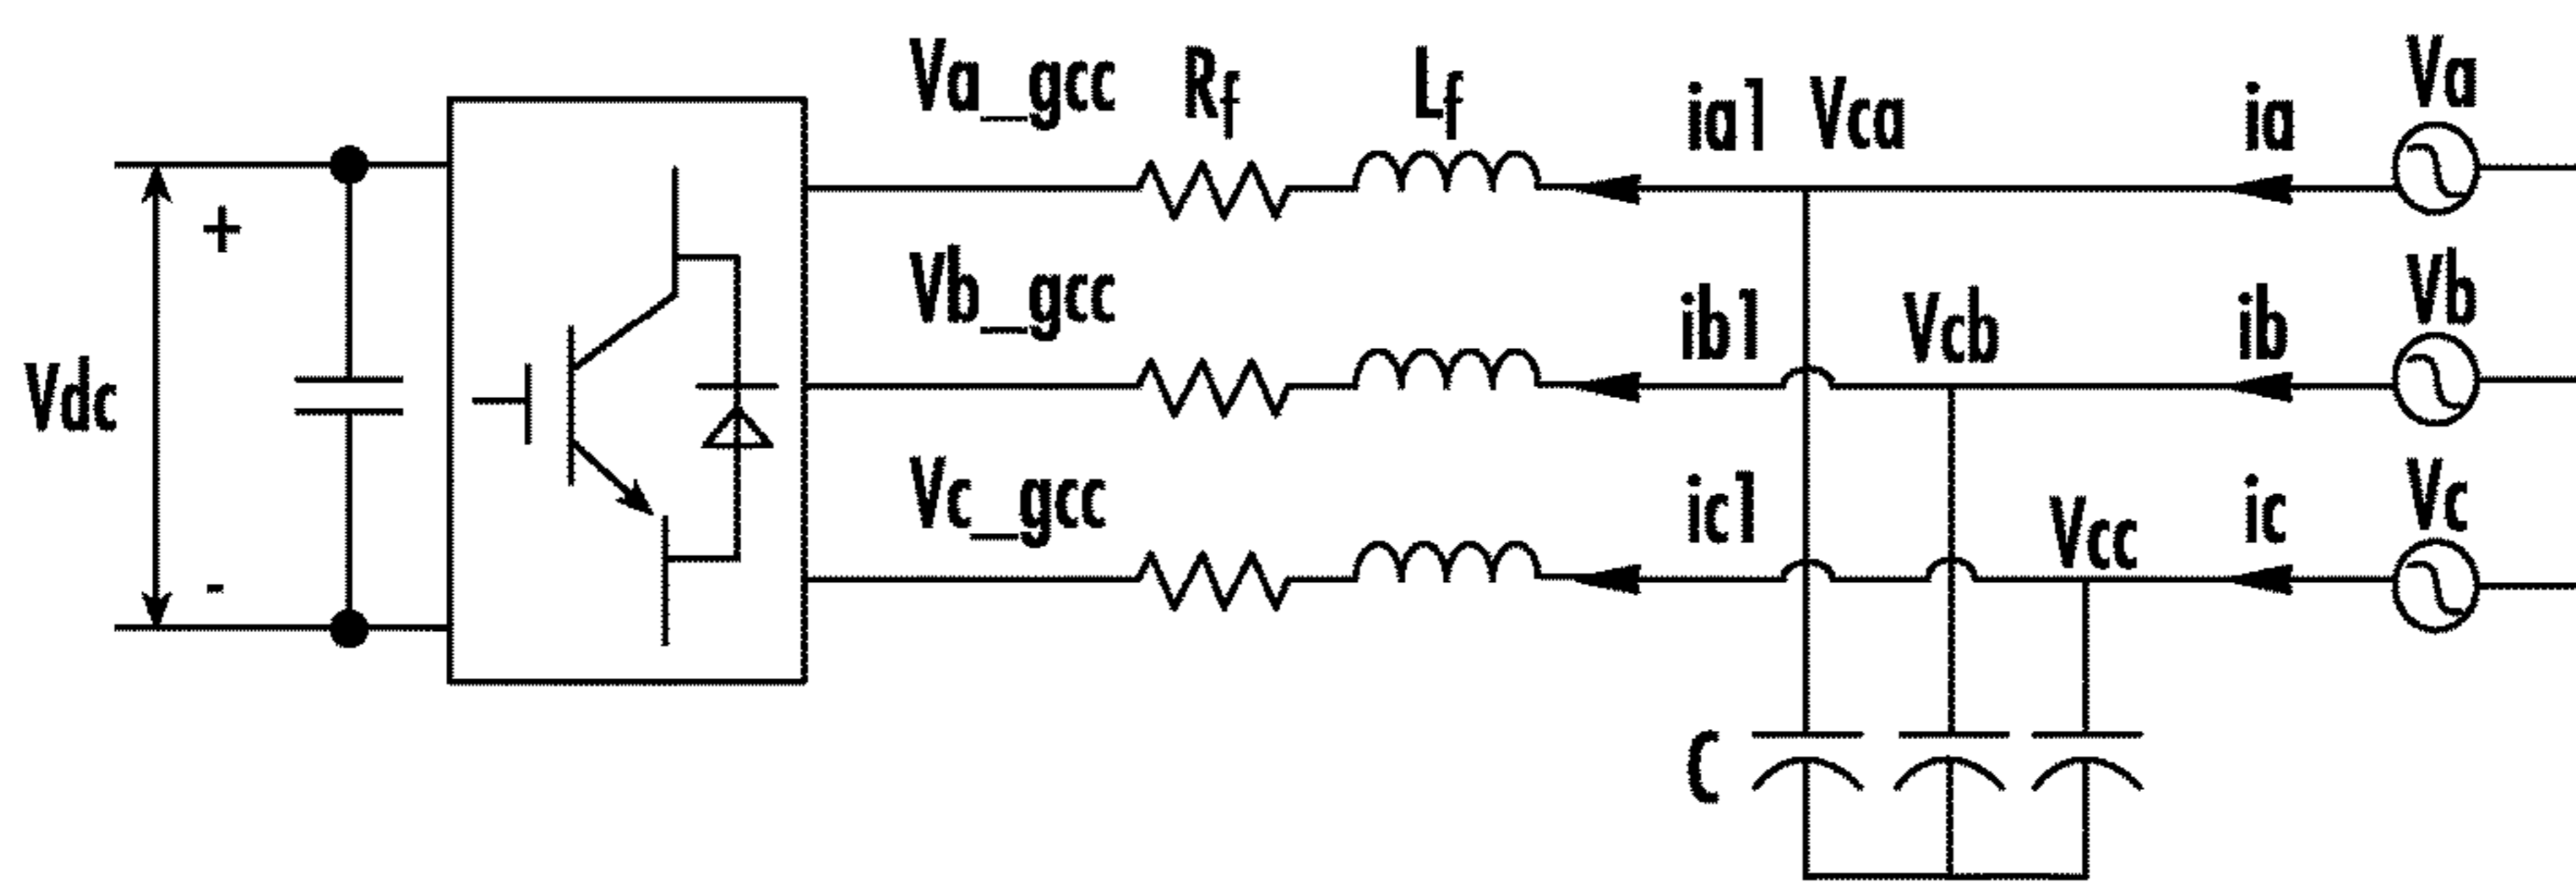 Va_gcc Rf Lf ia1 Vca ia Va
+
Vb_gcc ib1 Vcb ib Vb
Vdc
Vc_gcc ic1 Vcc ic Vc
-
C